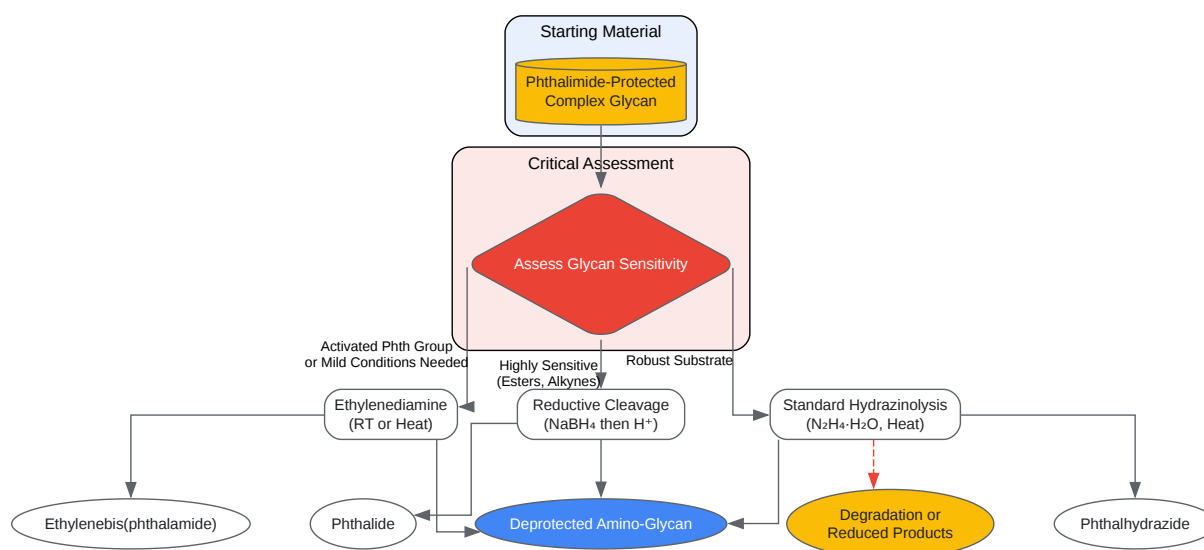 Starting Material
Phthalimide-Protected
Complex Glycan
Critical Assessment
Assess Glycan Sensitivity
Activated Phth Group
or Mild Conditions Needed
Highly Sensitive
(Esters, Alkynes)
Robust Substrate
Ethylenediamine
(RT or Heat)
Reductive Cleavage
(NaBH₄ then H⁺)
Standard Hydrazinolysis
(N₂H₄·H₂O, Heat)
Ethylenebis(phthalamide)
Phthalide
Deprotected Amino-Glycan
Degradation or
Reduced Products
Phthalhydrazide